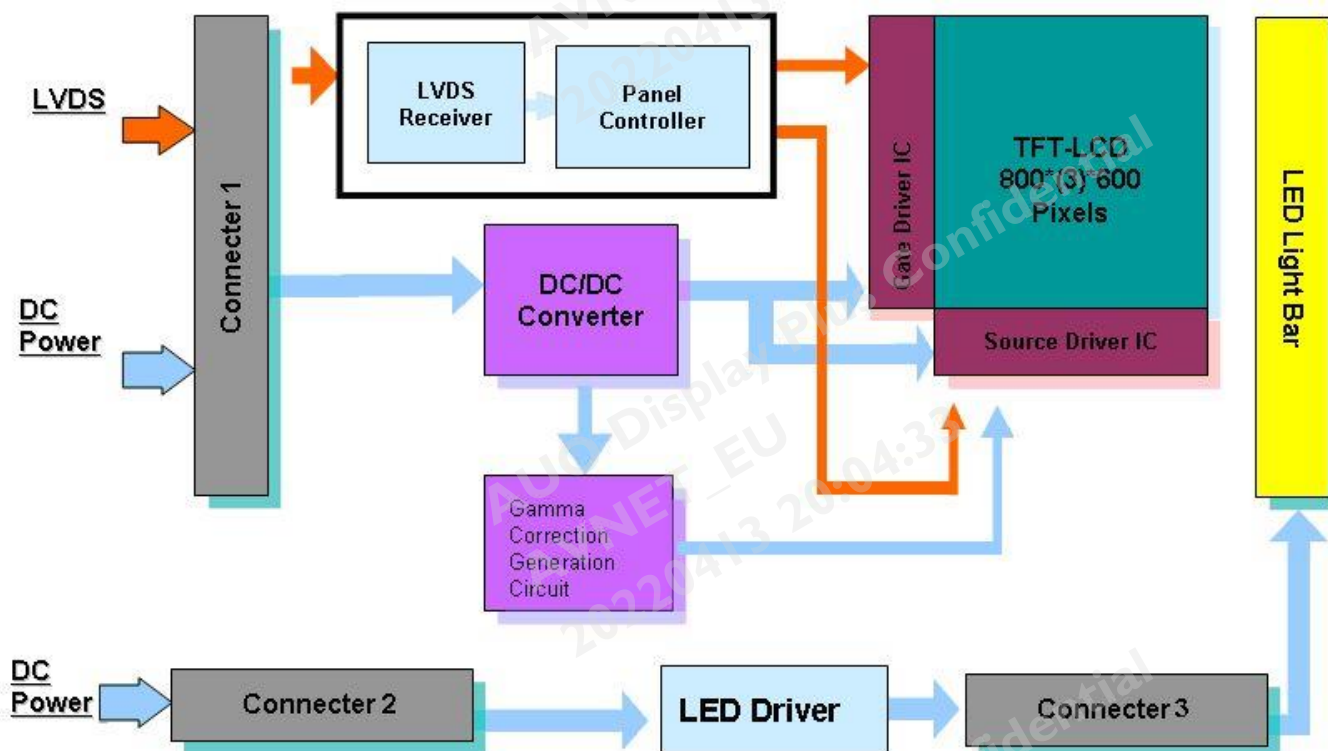 LVDS
DC
Power
Connecter 1
LVDS
Receiver
Panel
Controller
DC/DC
Converter
Gamma
Correction
Generation
Circuit
Gate Driver IC
TFT-LCD
800*(3)*600
Pixels
Source Driver IC
LED Light Bar
DC
Power
Connecter 2
LED Driver
Connecter 3
AUO Display Plus Confidential
AVNET_EU
20220413 20:04:33
20220413